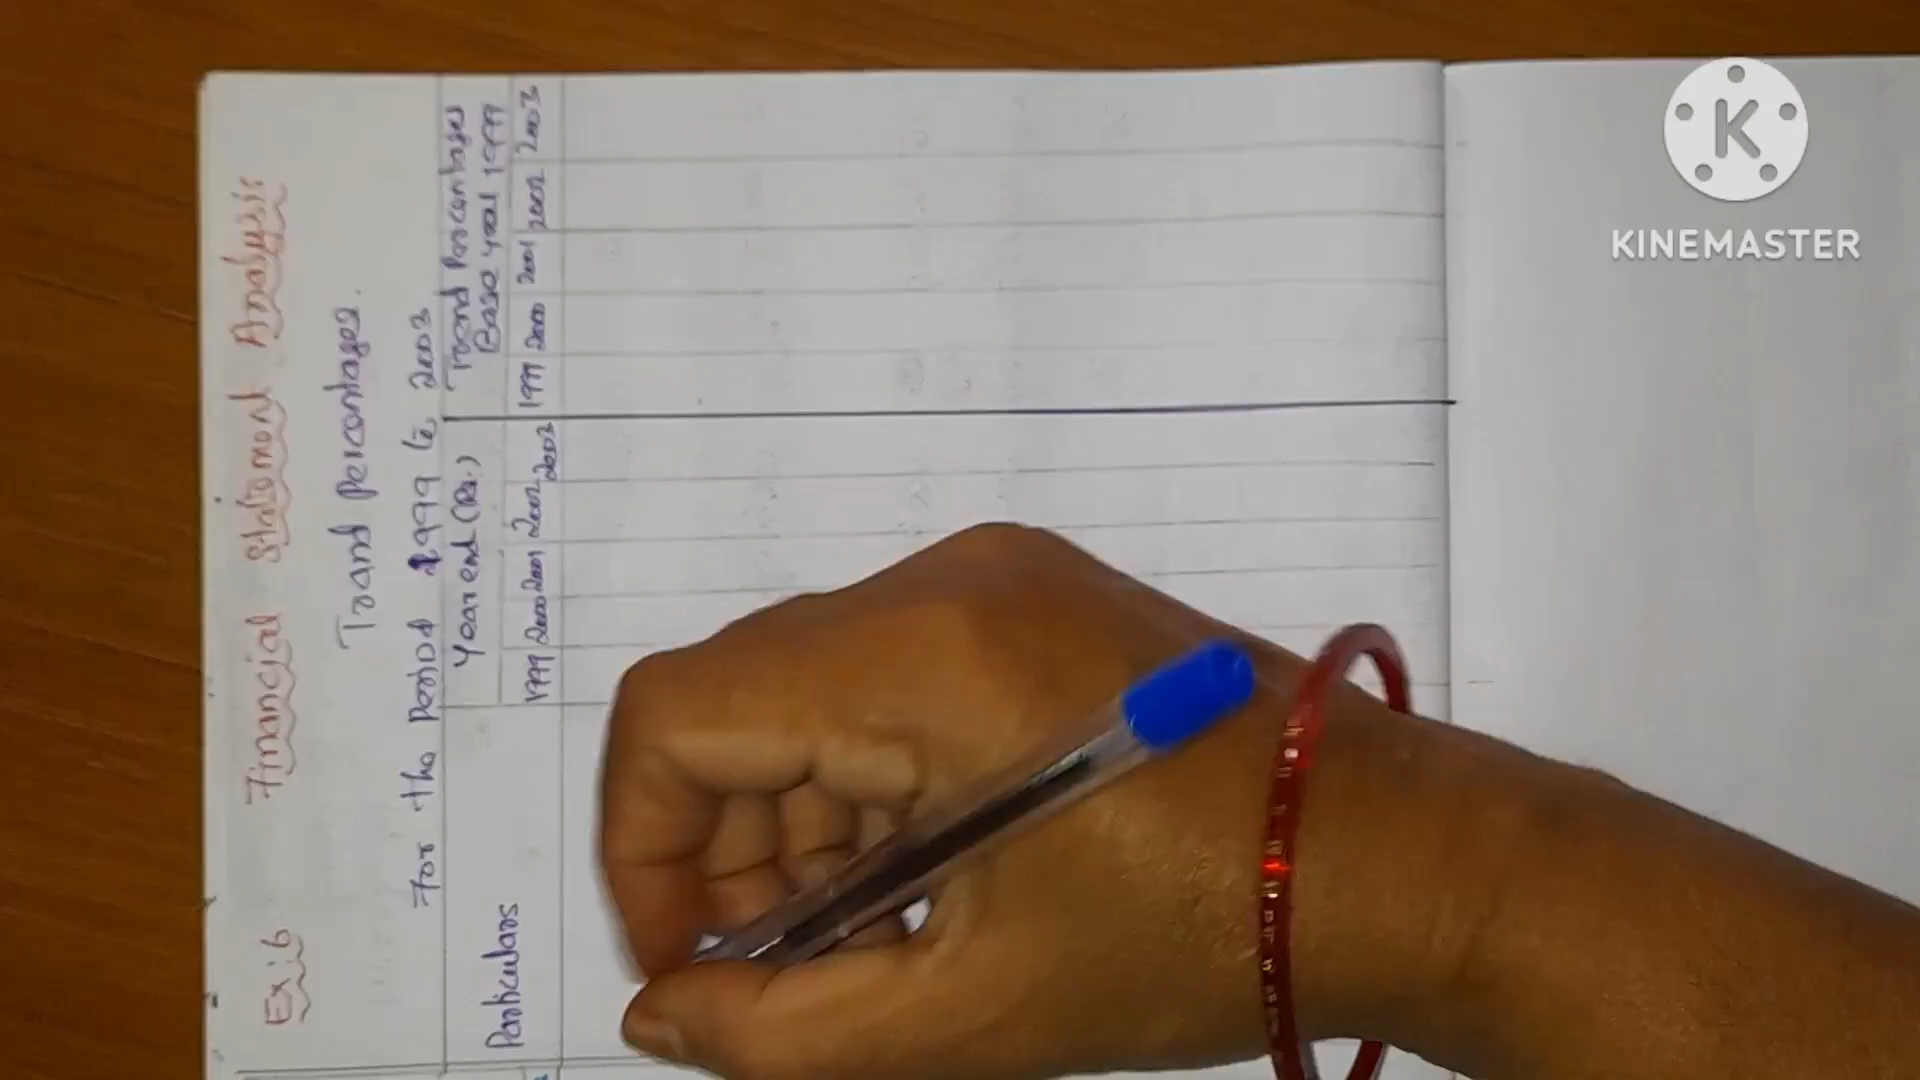 Ex:6 Financial Statement Analysis
Trend Percentages.
For the period 1999 to 2003
Particulars
Year end (Rs.)
Trend Percentages
Base year 1999
1999 2000 2001 2002 2003
1999 2000 2001 2002 2003
KINEMASTER